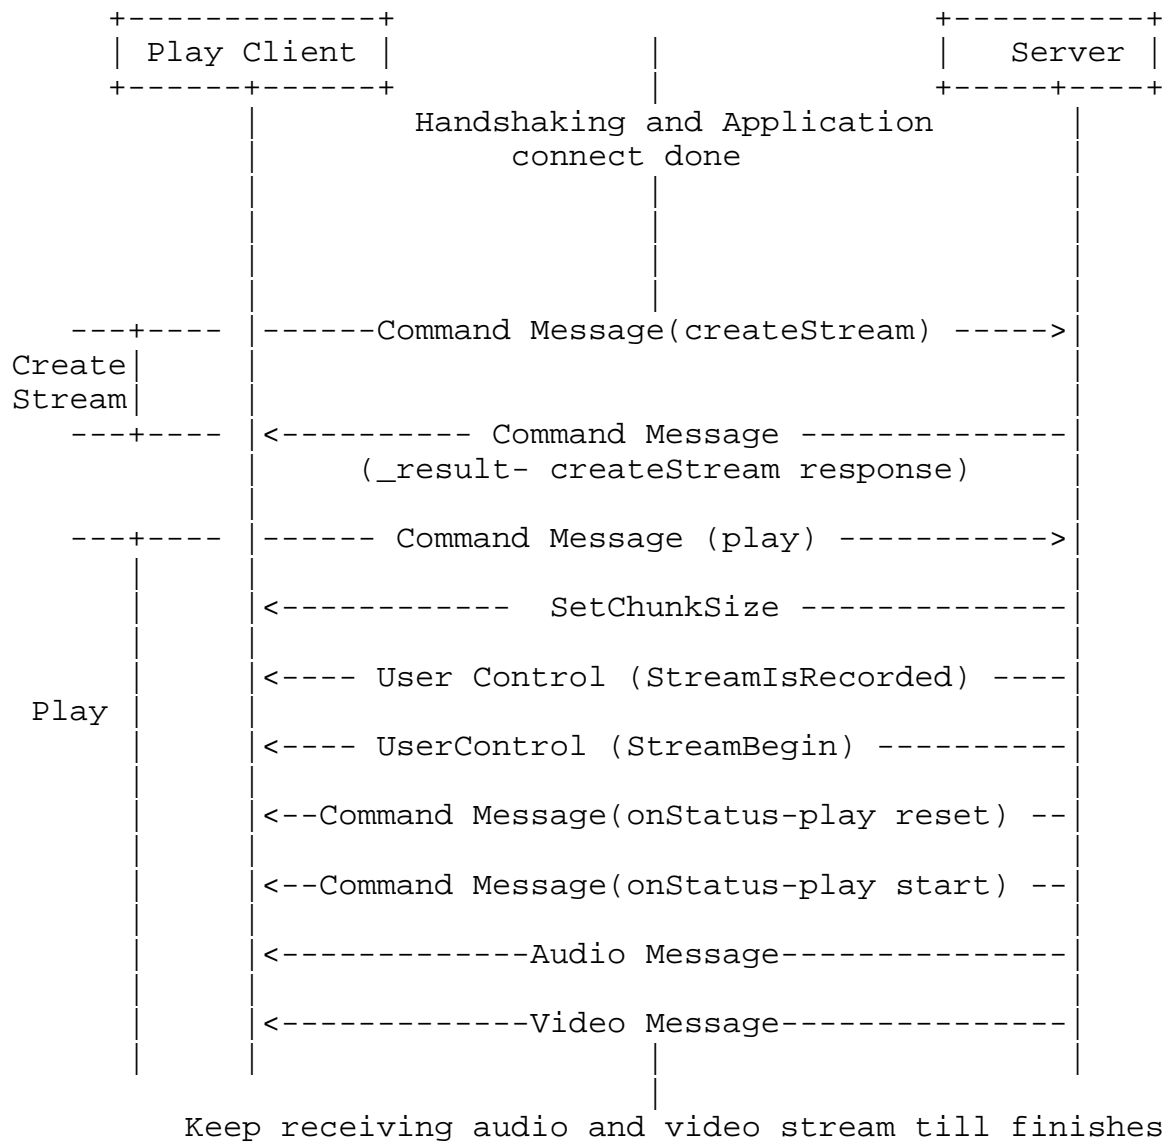 +-------------+ +-----------+
| Play Client | | | Server |
+------+------+ | +-----+----+
| Handshaking and Application |
| connect done |
| | |
| | |
| | |
| | |
---+---- |------Command Message(createStream) ----->|
Create| | |
Stream| | |
---+---- |<---------- Command Message --------------|
| (_result- createStream response) |
| |
---+---- |------ Command Message (play) ----------->|
| | |
| |<------------ SetChunkSize --------------|
| | |
| |<---- User Control (StreamIsRecorded) ----|
Play | | |
| |<---- UserControl (StreamBegin) ----------|
| | |
| |<--Command Message(onStatus-play reset) --|
| | |
| |<--Command Message(onStatus-play start) --|
| | |
| |<-------------Audio Message---------------|
| | |
| |<-------------Video Message---------------|
| | | |
|
Keep receiving audio and video stream till finishes